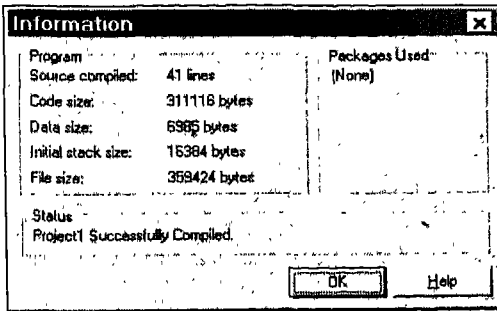 Information
Program
Source compiled: 41 lines
Code size: 311116 bytes
Data size: 6985 bytes
Initial stack size: 16384 bytes
File size: 359424 bytes
Packages Used
(None)
Status
Project1 Successfully Compiled.
OK
Help